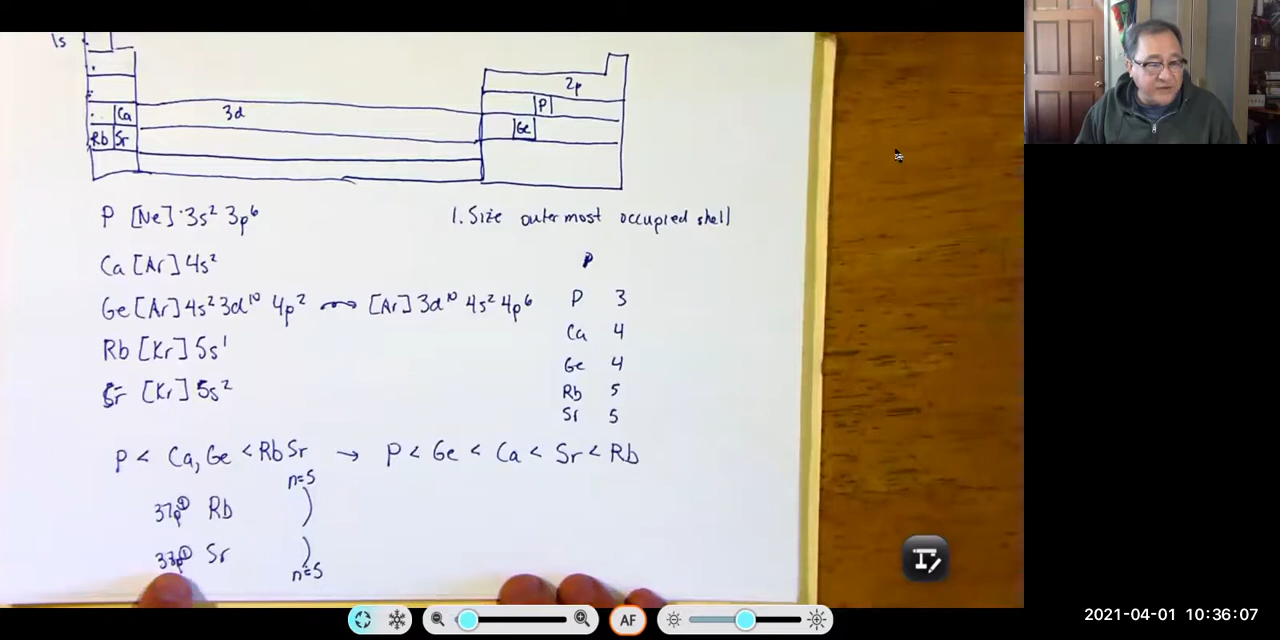 1s
2p
Ca 3d P
Rb Sr Ge
P [Ne] 3s² 3p⁶
1. Size outermost occupied shell
Ca [Ar] 4s²
P
Ge [Ar] 4s² 3d¹⁰ 4p² → [Ar] 3d¹⁰ 4s² 4p⁶
P 3
Ca 4
Ge 4
Rb [Kr] 5s¹
Rb 5
Sr [Kr] 5s²
Sr 5
P < Ca, Ge < Rb Sr → P < Ge < Ca < Sr < Rb
n=5
37p⊕ Rb
Sr
n=5
AF
2021-04-01 10:36:07